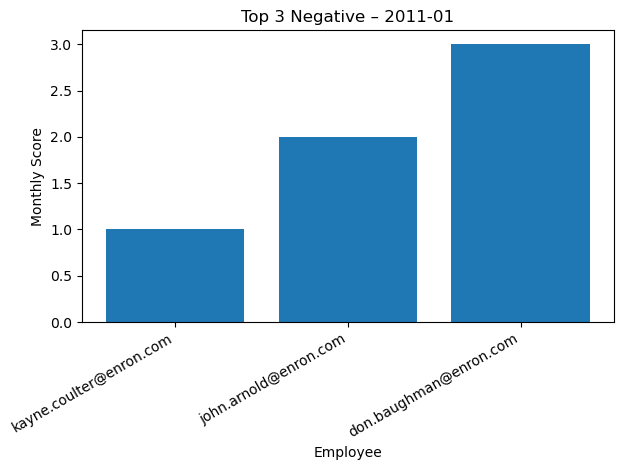 Top 3 Negative – 2011-01
Monthly Score
3.0
2.5
2.0
1.5
1.0
0.5
0.0
kayne.coulter@enron.com
john.arnold@enron.com
don.baughman@enron.com
Employee